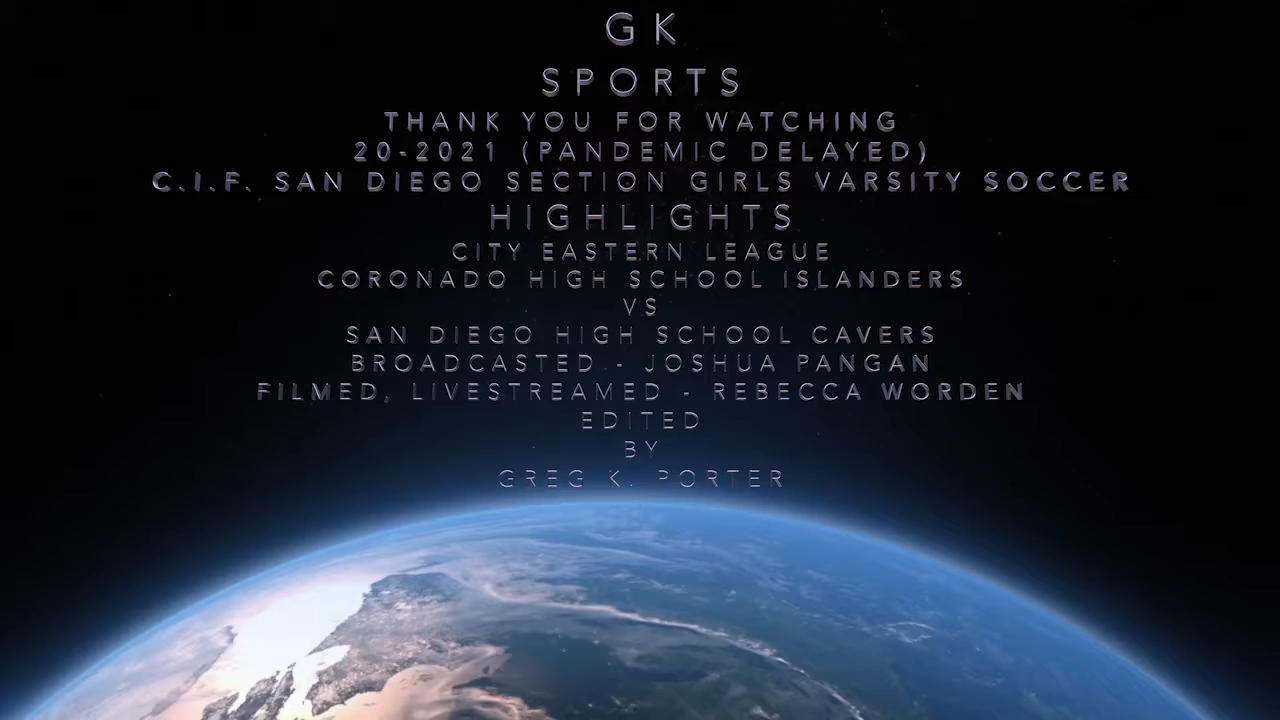 GK
SPORTS
THANK YOU FOR WATCHING
20-2021 (PANDEMIC DELAYED)
C.I.F. SAN DIEGO SECTION GIRLS VARSITY SOCCER
HIGHLIGHTS
CITY EASTERN LEAGUE
CORONADO HIGH SCHOOL ISLANDERS
VS
SAN DIEGO HIGH SCHOOL CAVERS
BROADCASTED - JOSHUA PANGAN
FILMED, LIVESTREAMED - REBECCA WORDEN
EDITED
BY
GREG K. PORTER